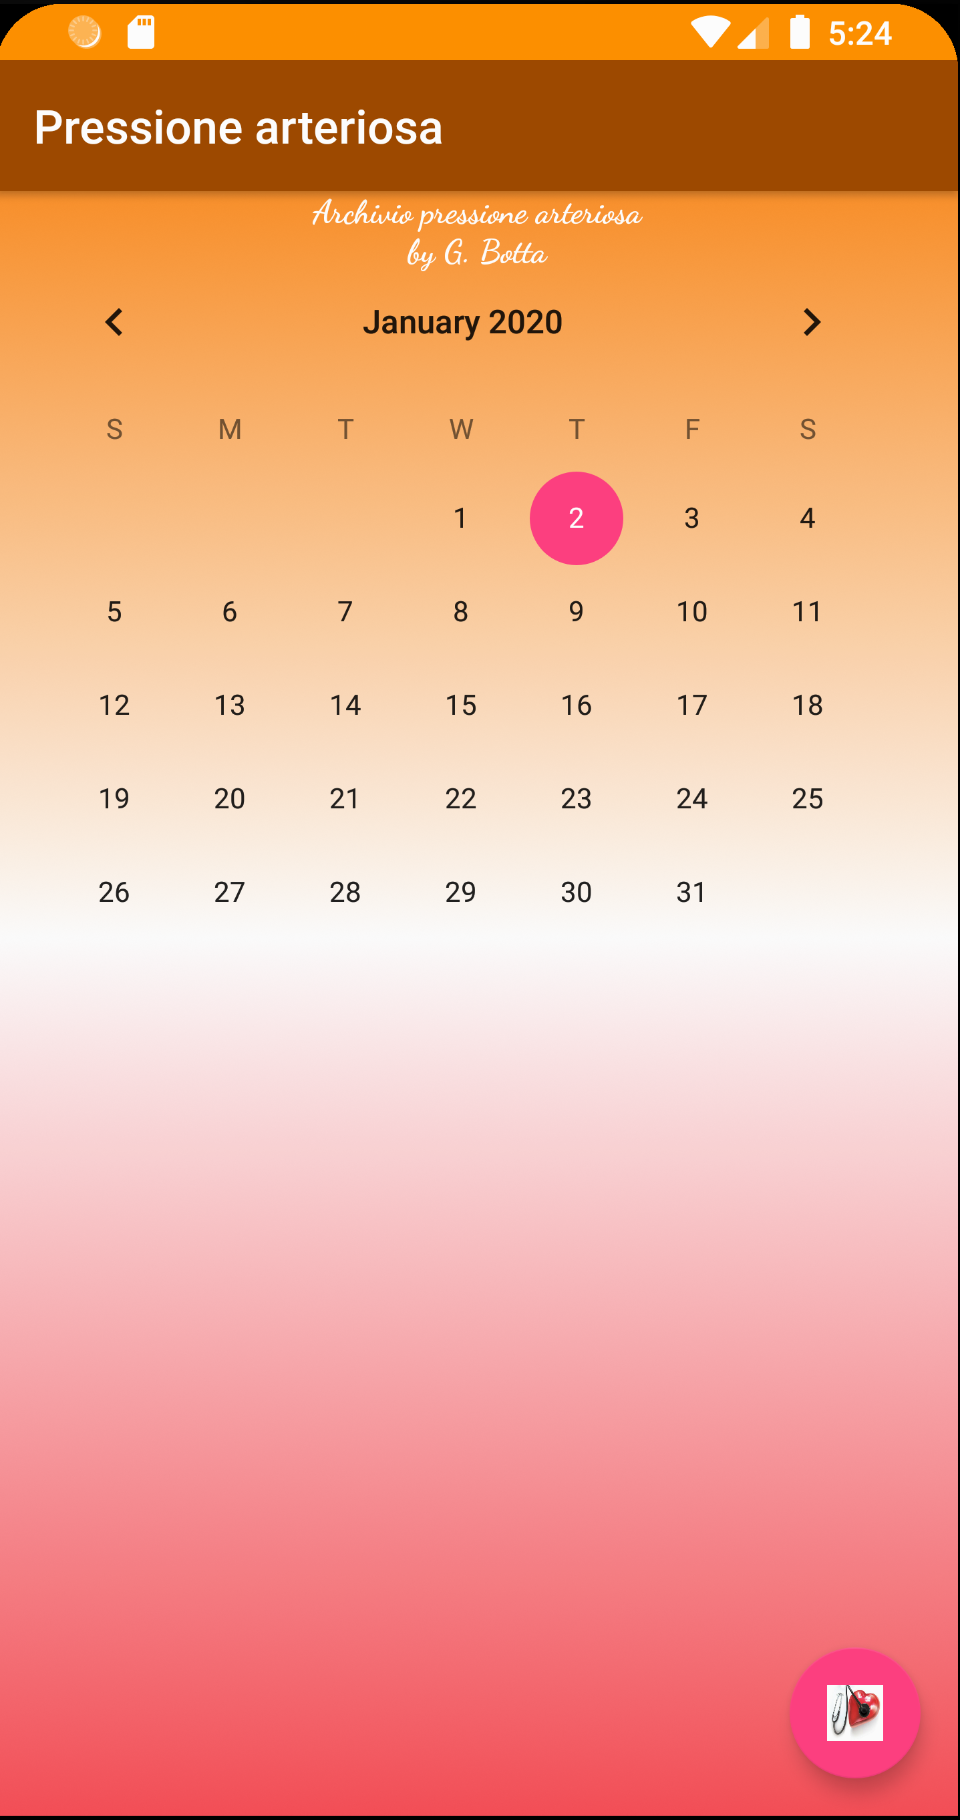 5:24
Pressione arteriosa
Archivio pressione arteriosa
by G. Botta
January 2020
S M T W T F S
1 2 3 4
5 6 7 8 9 10 11
12 13 14 15 16 17 18
19 20 21 22 23 24 25
26 27 28 29 30 31